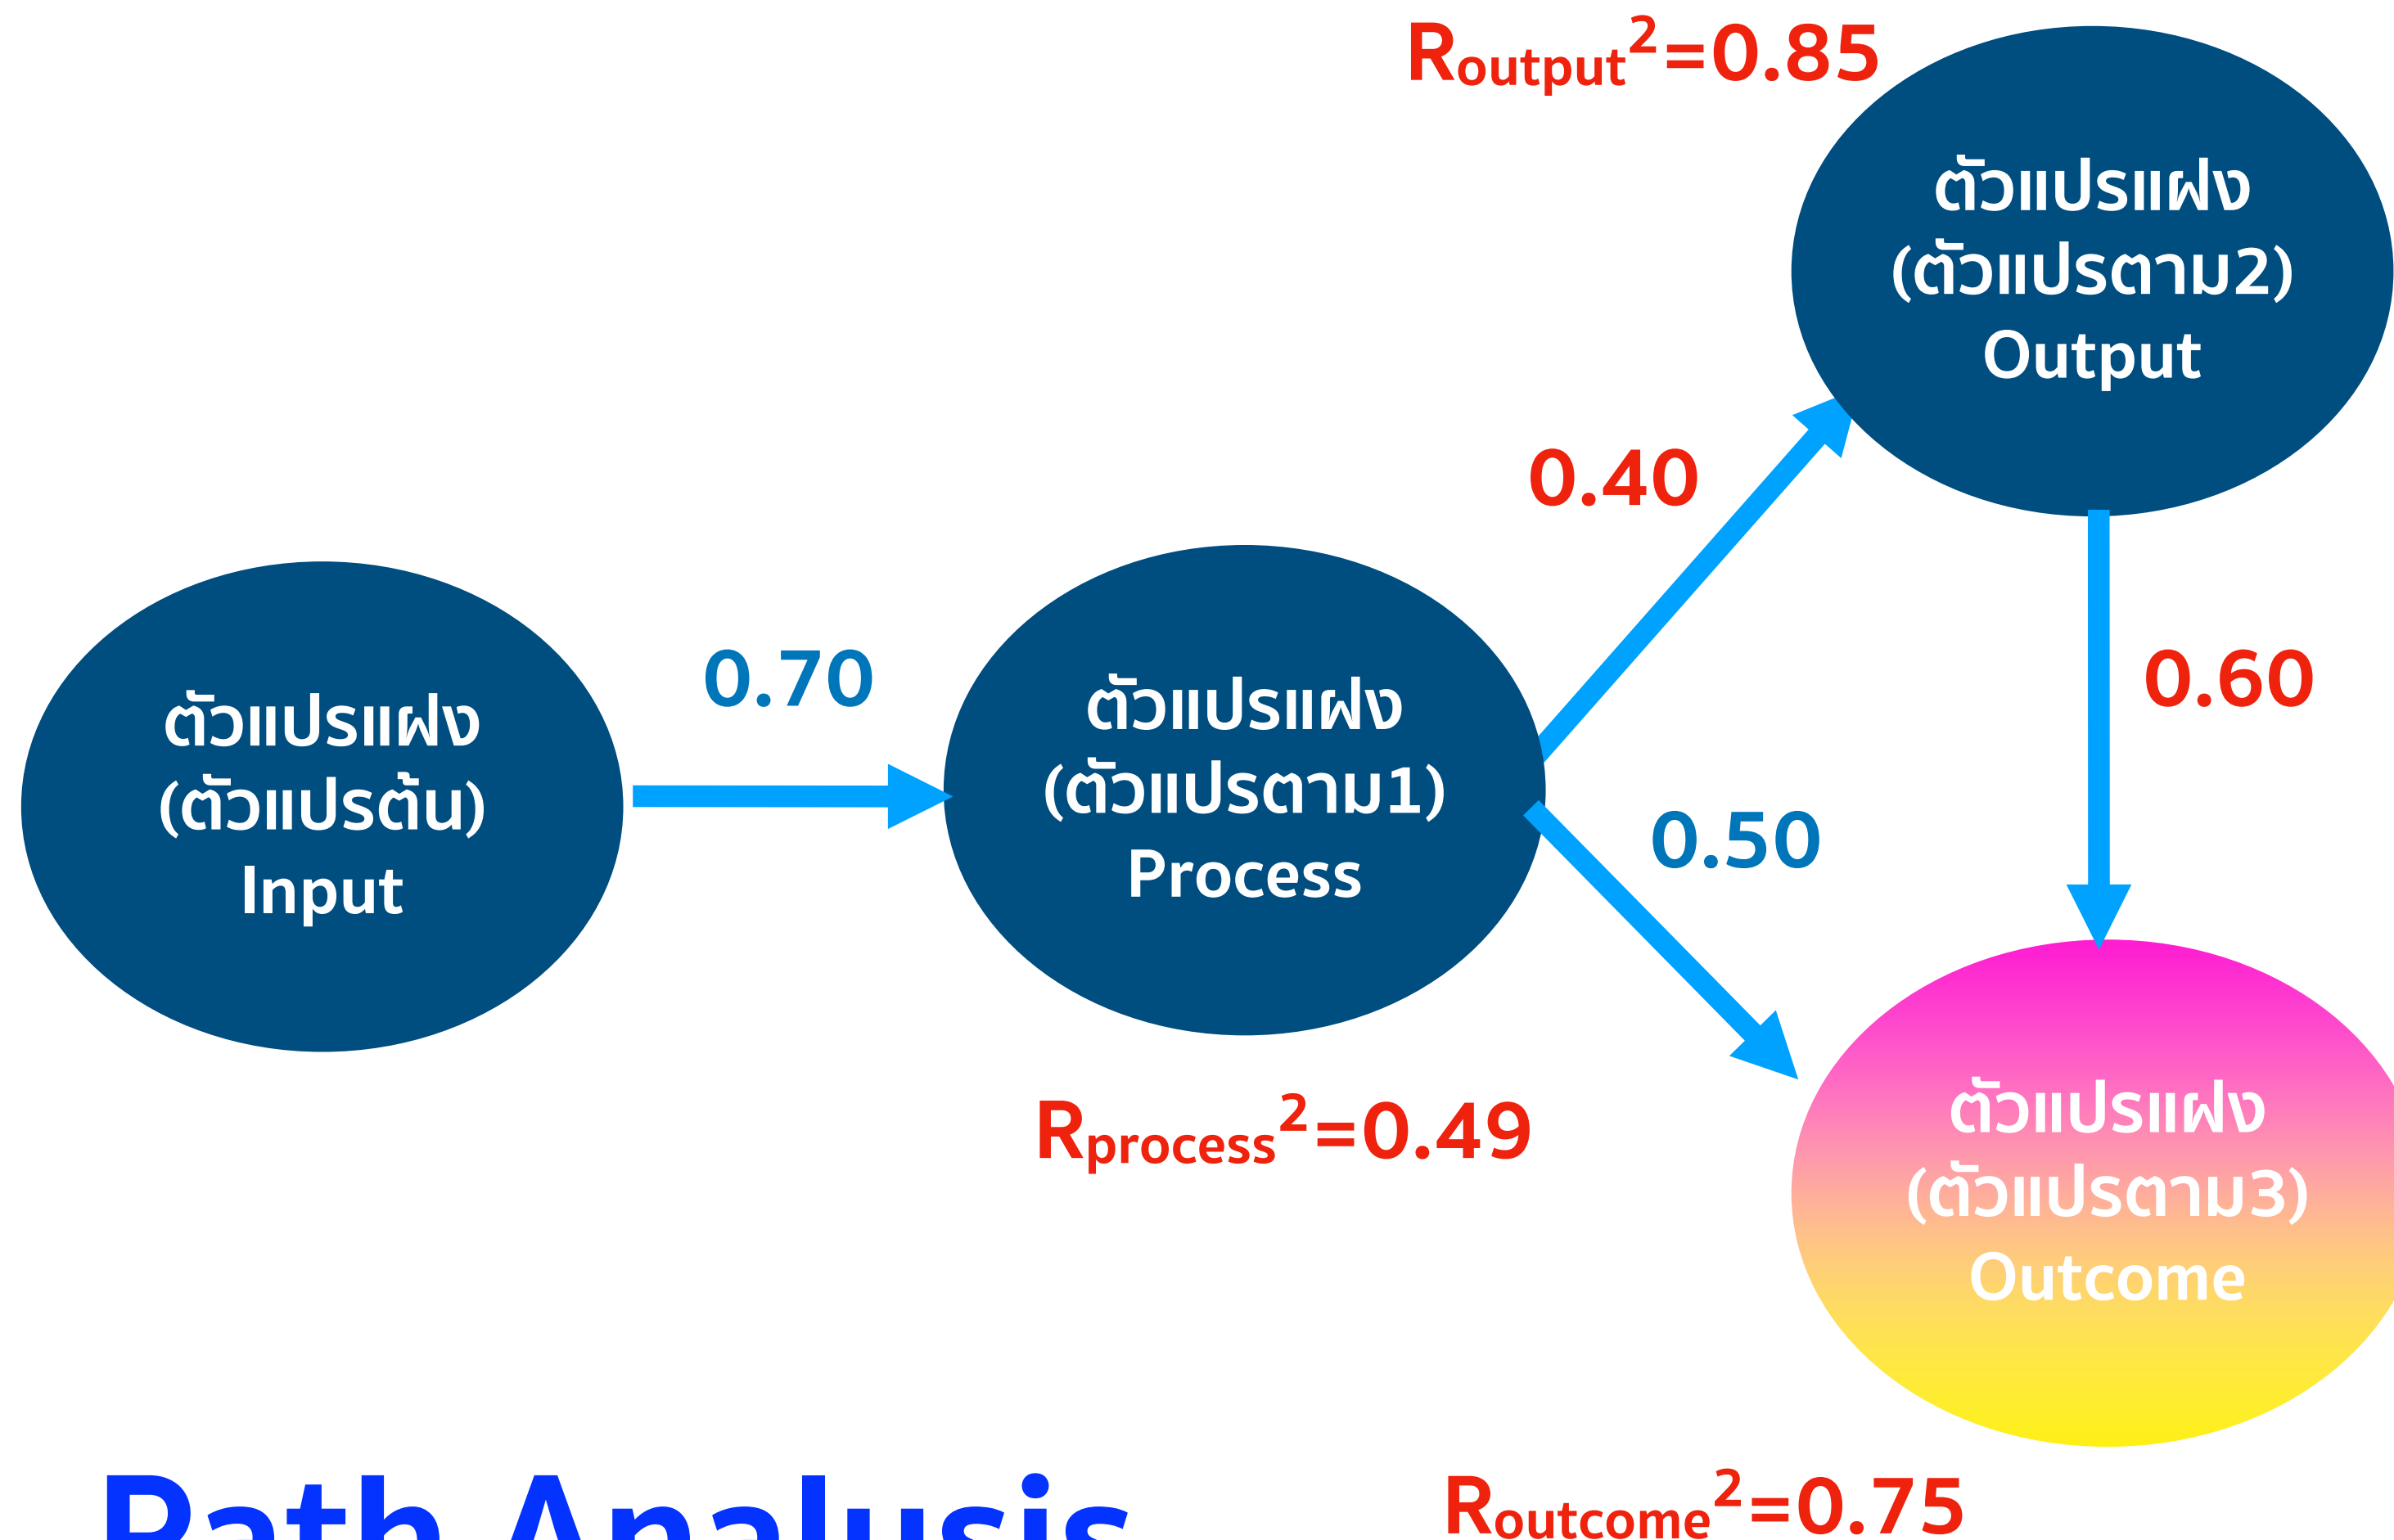 R_output²=0.85
ตัวแปรแฝง
(ตัวแปรตาม2)
Output
0.40
0.60
0.70
0.50
ตัวแปรแฝง
(ตัวแปรต้น)
Input
ตัวแปรแฝง
(ตัวแปรตาม1)
Process
R_process²=0.49
ตัวแปรแฝง
(ตัวแปรตาม3)
Outcome
Path Analysis
R_outcome²=0.75